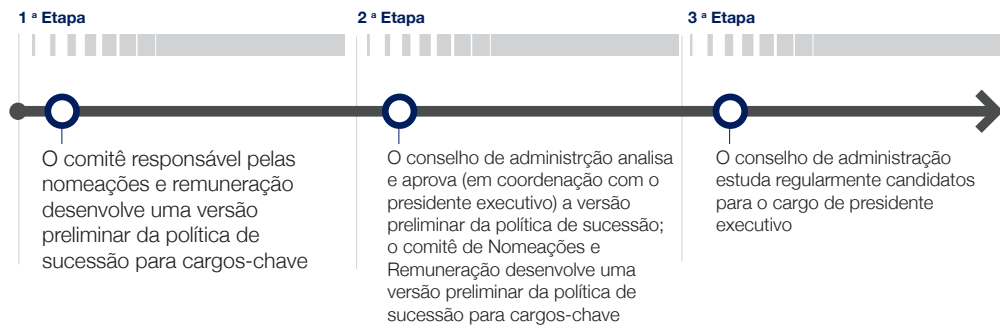 1 ª Etapa
O comitê responsável pelas
nomeações e remuneração
desenvolve uma versão
preliminar da política de
sucessão para cargos-chave
2 ª Etapa
O conselho de administrção analisa
e aprova (em coordenação com o
presidente executivo) a versão
preliminar da política de sucessão;
o comitê de Nomeações e
Remuneração desenvolve uma
versão preliminar da política de
sucessão para cargos-chave
3 ª Etapa
O conselho de administração
estuda regularmente candidatos
para o cargo de presidente
executivo